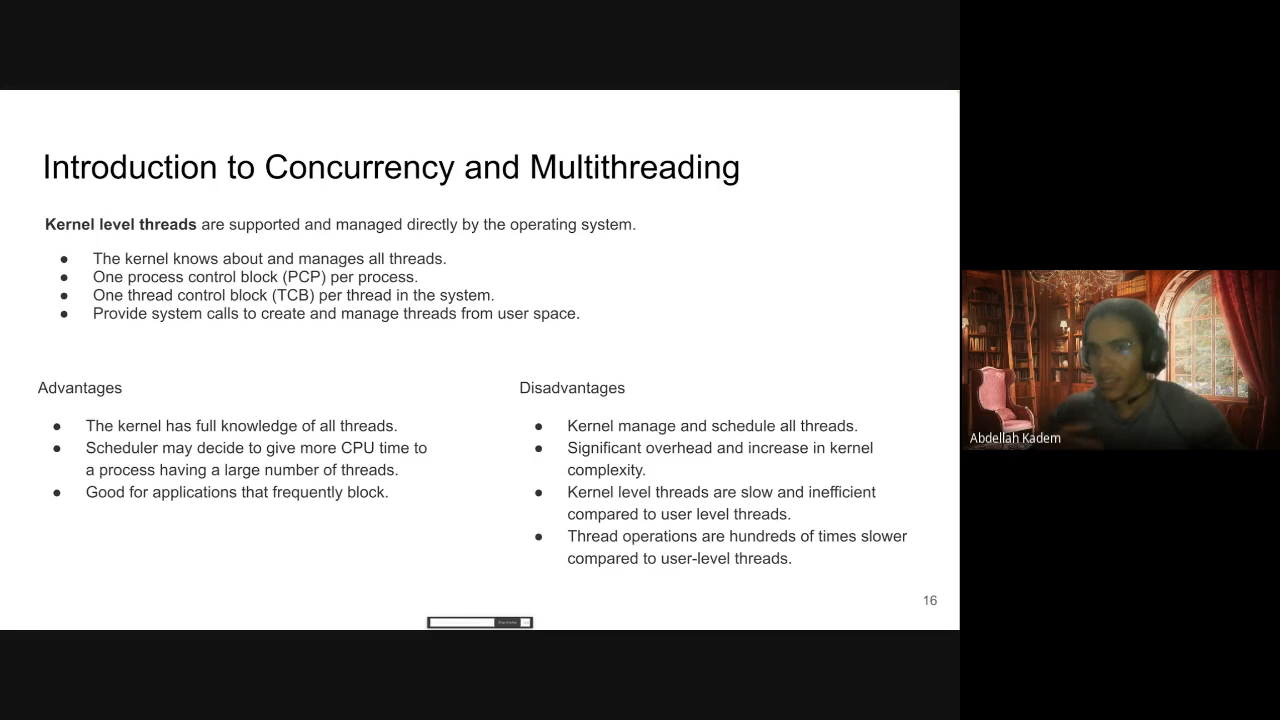 Introduction to Concurrency and Multithreading
Kernel level threads are supported and managed directly by the operating system.
● The kernel knows about and manages all threads.
● One process control block (PCP) per process.
● One thread control block (TCB) per thread in the system.
● Provide system calls to create and manage threads from user space.
Advantages
● The kernel has full knowledge of all threads.
● Scheduler may decide to give more CPU time to
a process having a large number of threads.
● Good for applications that frequently block.
Disadvantages
● Kernel manage and schedule all threads.
● Significant overhead and increase in kernel
complexity.
● Kernel level threads are slow and inefficient
compared to user level threads.
● Thread operations are hundreds of times slower
compared to user-level threads.
16
Abdellah Kadem